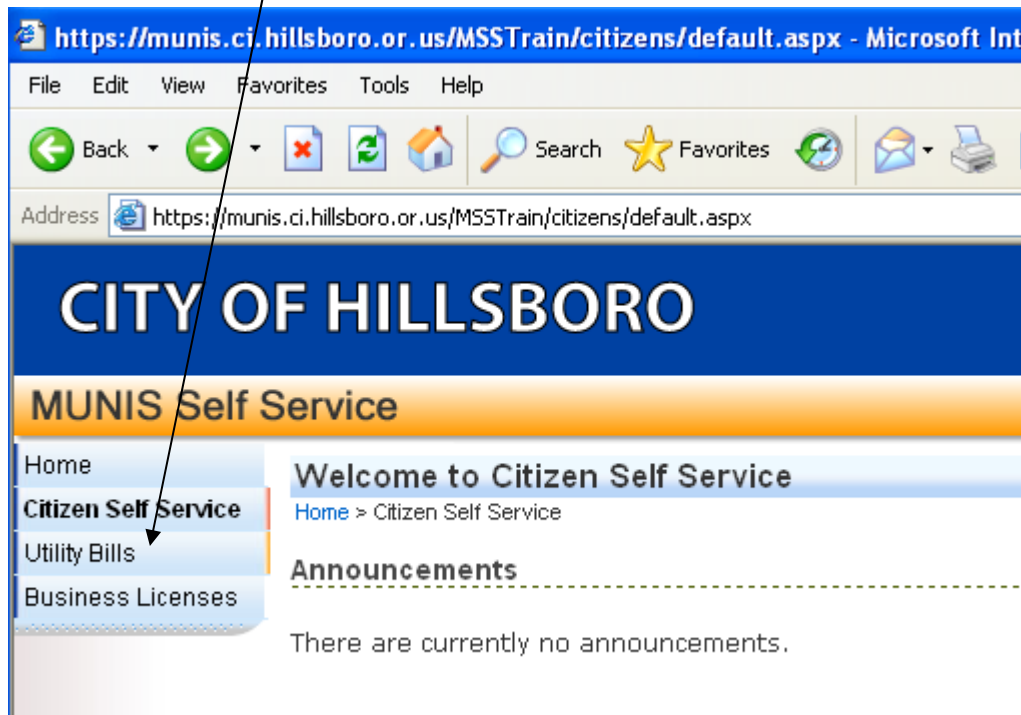 https://munis.ci.hillsboro.or.us/MSSTrain/citizens/default.aspx - Microsoft Int
File Edit View Favorites Tools Help
Back Search Favorites
Address https://munis.ci.hillsboro.or.us/MSSTrain/citizens/default.aspx
CITY OF HILLSBORO
MUNIS Self Service
Home
Citizen Self Service
Utility Bills
Business Licenses
Welcome to Citizen Self Service
Home > Citizen Self Service
Announcements
There are currently no announcements.